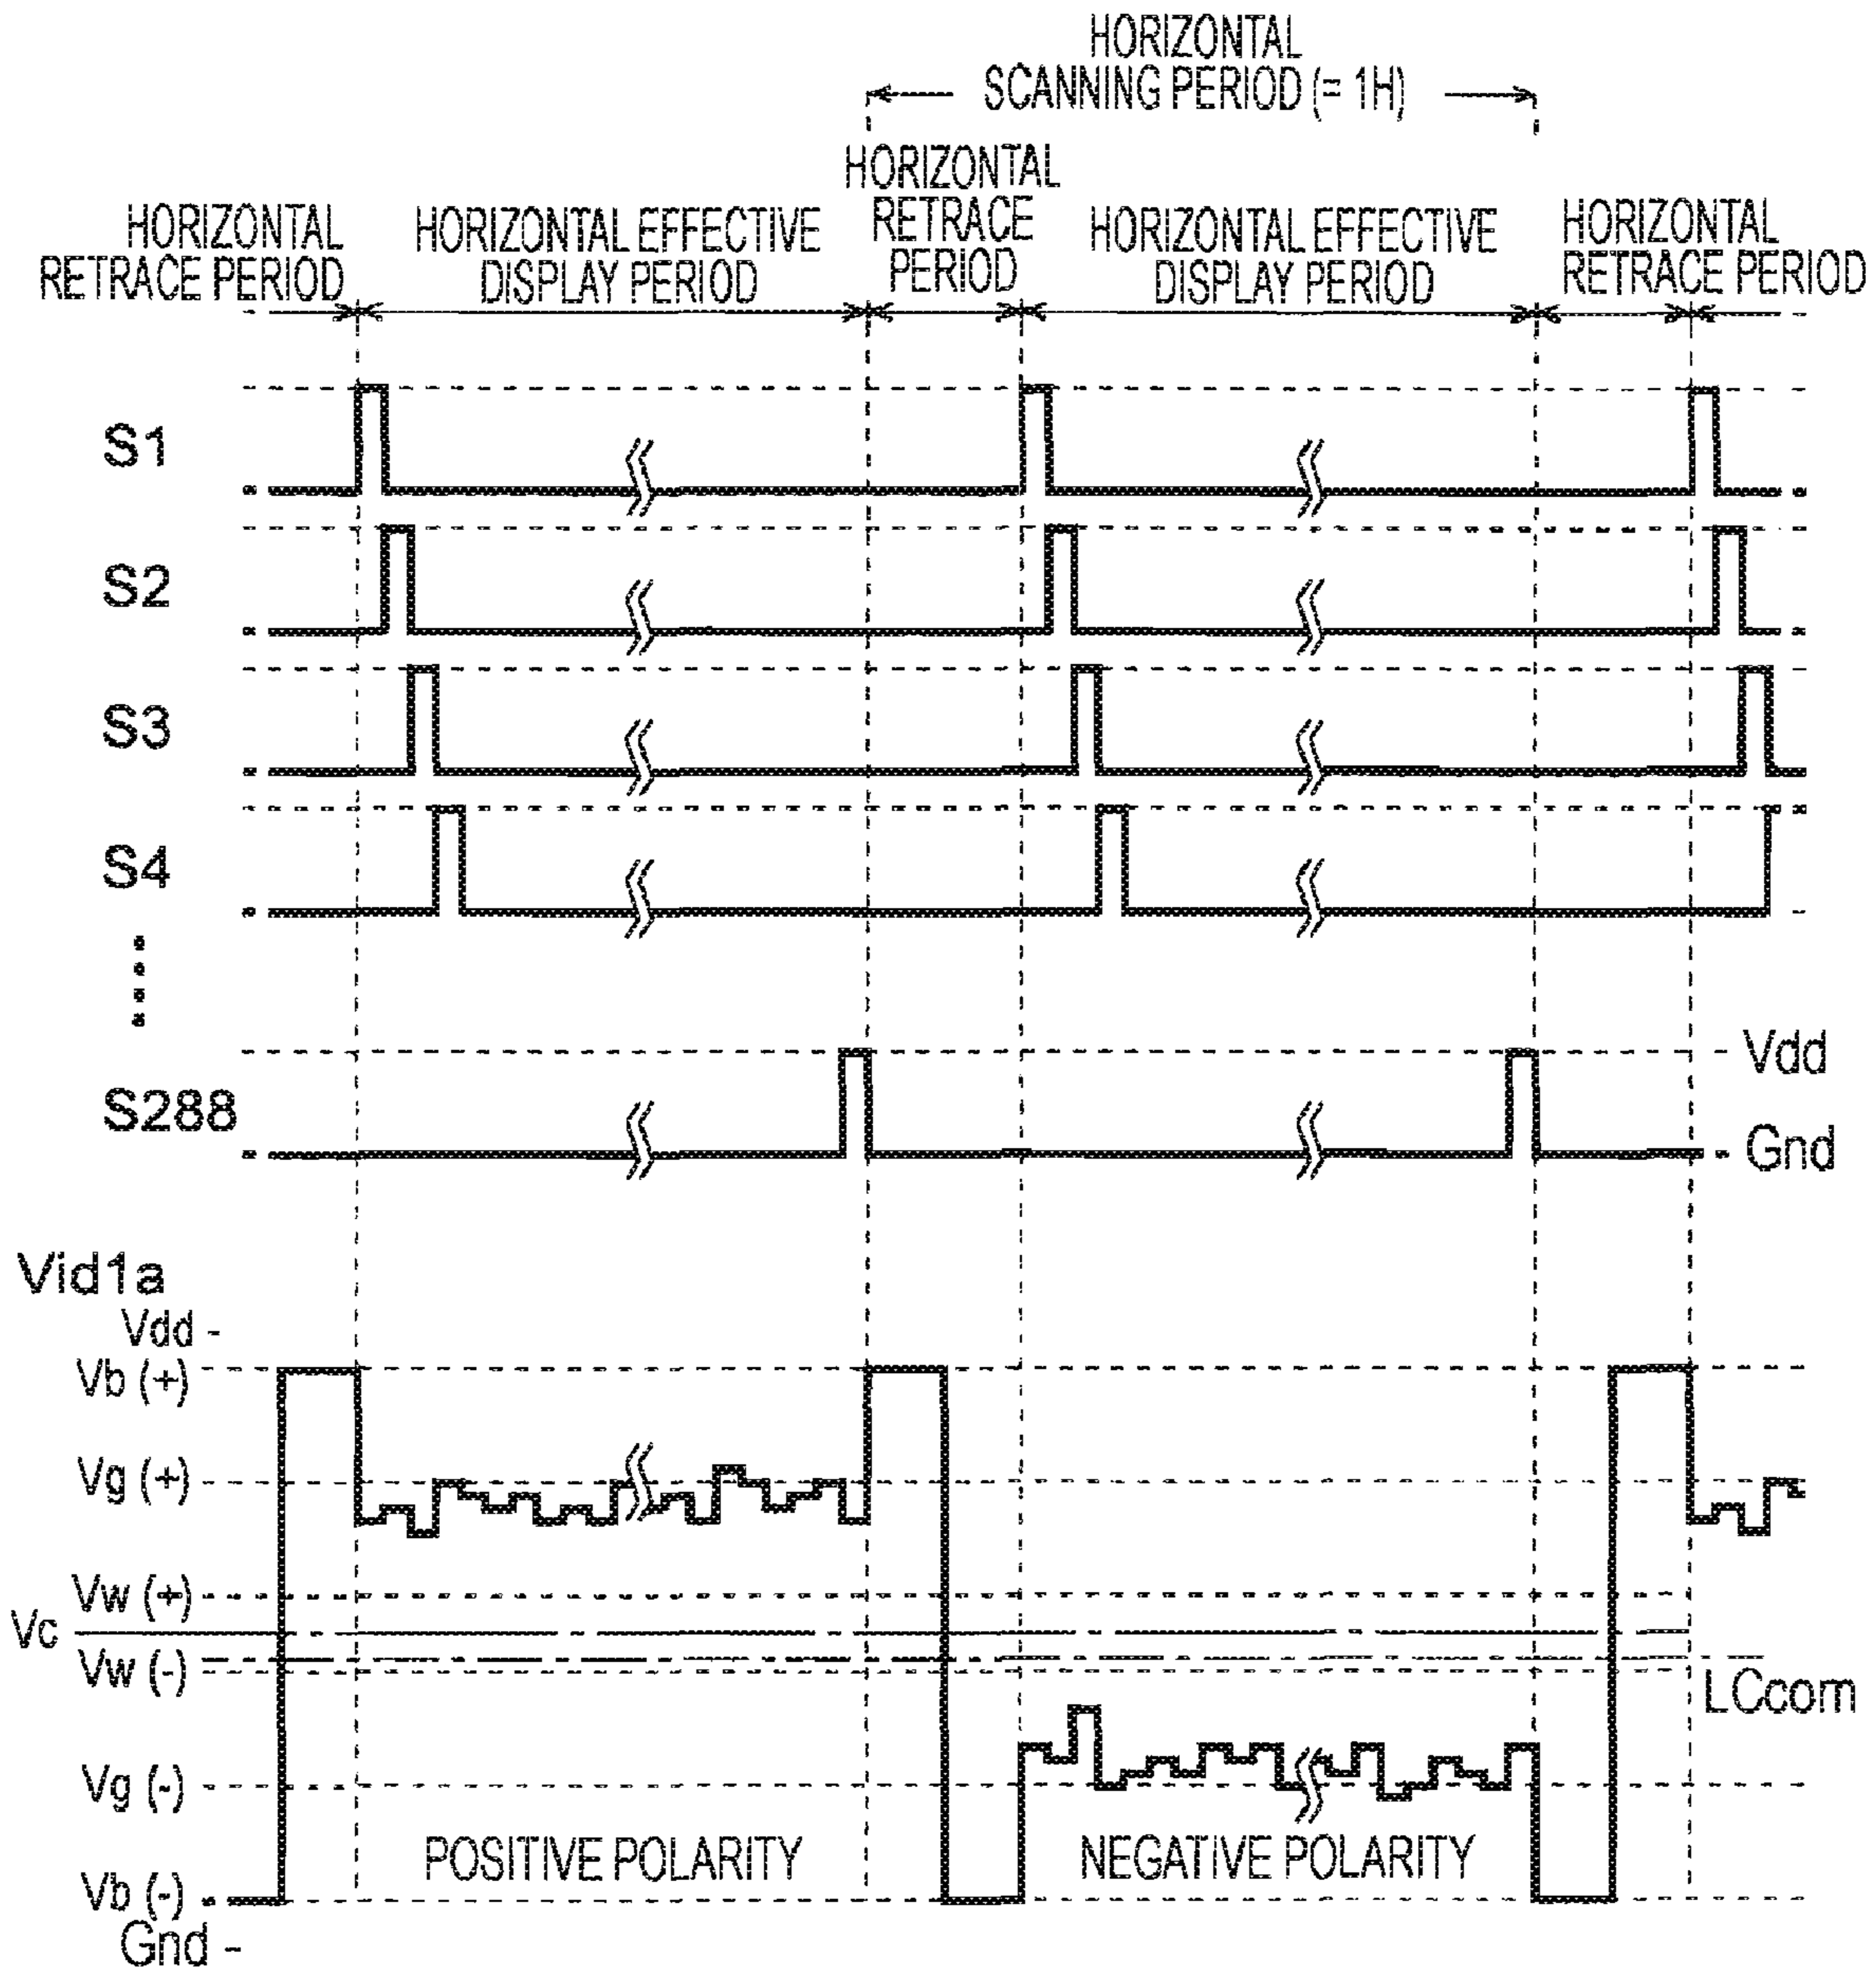 HORIZONTAL
SCANNING PERIOD (= 1H)
HORIZONTAL
RETRACE PERIOD
HORIZONTAL EFFECTIVE
DISPLAY PERIOD
HORIZONTAL
RETRACE
PERIOD
HORIZONTAL EFFECTIVE
DISPLAY PERIOD
HORIZONTAL
RETRACE PERIOD
S1
S2
S3
S4
S288
Vdd
Gnd
Vid1a
Vdd
Vb (+)
Vg (+)
Vw (+)
Vc
Vw (-)
LCcom
Vg (-)
POSITIVE POLARITY
NEGATIVE POLARITY
Vb (-)
Gnd